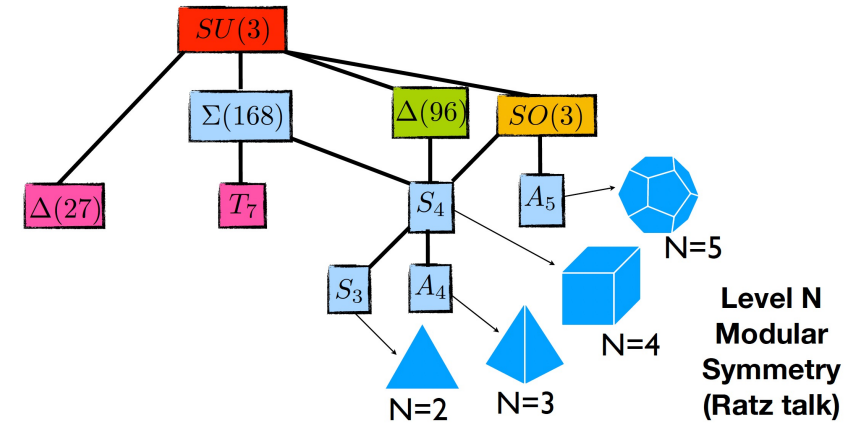 SU(3)
Σ(168)
Δ(96)
SO(3)
Δ(27)
T₇
S₄
A₅
N=5
S₃
A₄
N=4
N=2
N=3
Level N
Modular
Symmetry
(Ratz talk)